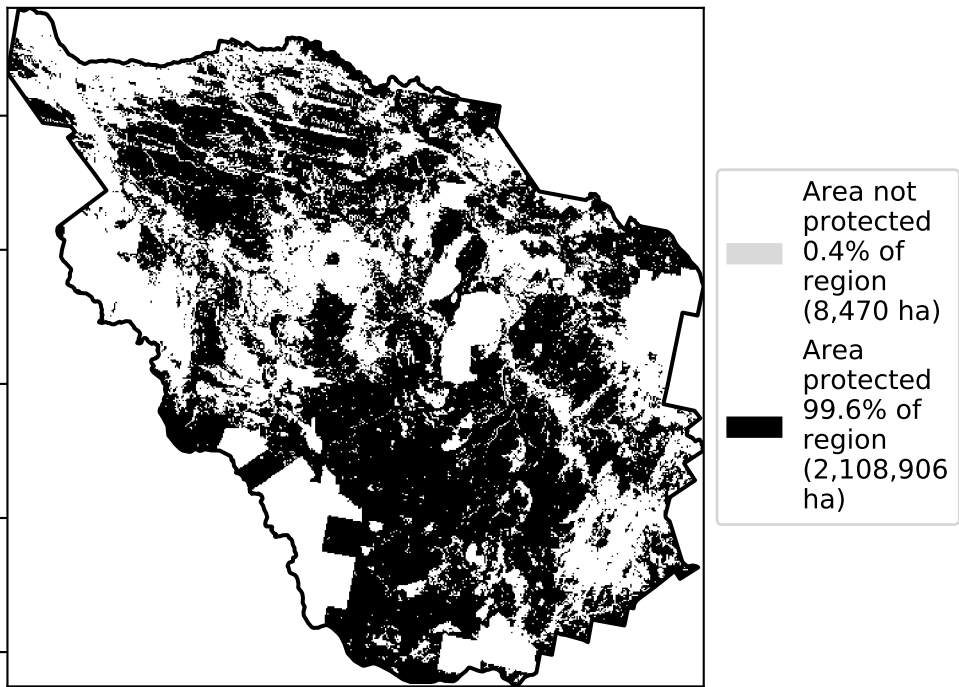 Area not
protected
0.4% of
region
(8,470 ha)
Area
protected
99.6% of
region
(2,108,906
ha)